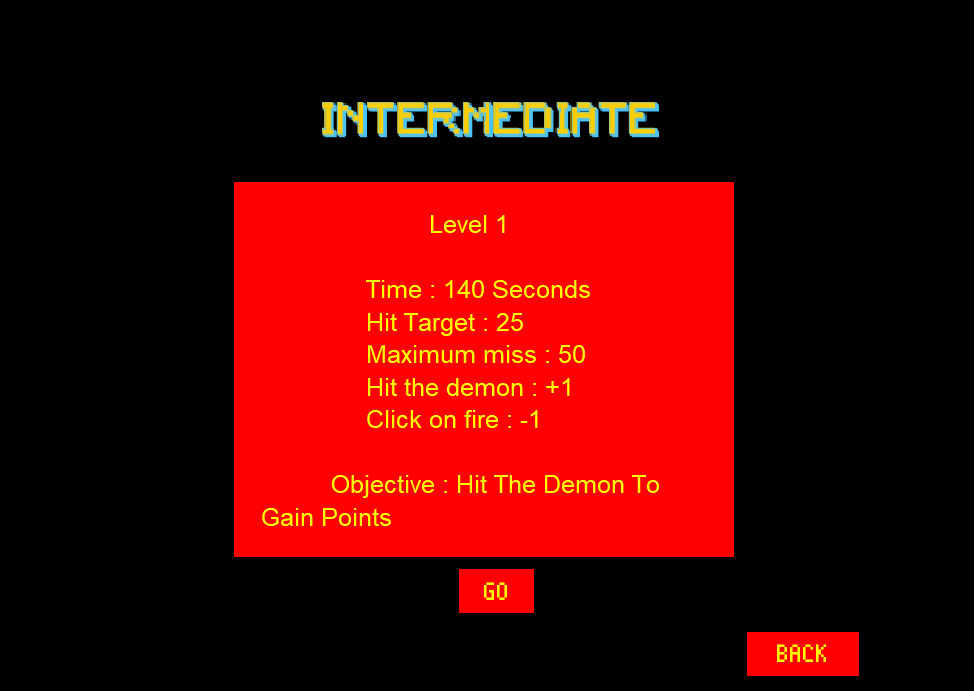 INTERMEDIATE
Level 1
Time : 140 Seconds
Hit Target : 25
Maximum miss : 50
Hit the demon : +1
Click on fire : -1
Objective : Hit The Demon To
Gain Points
GO
BACK